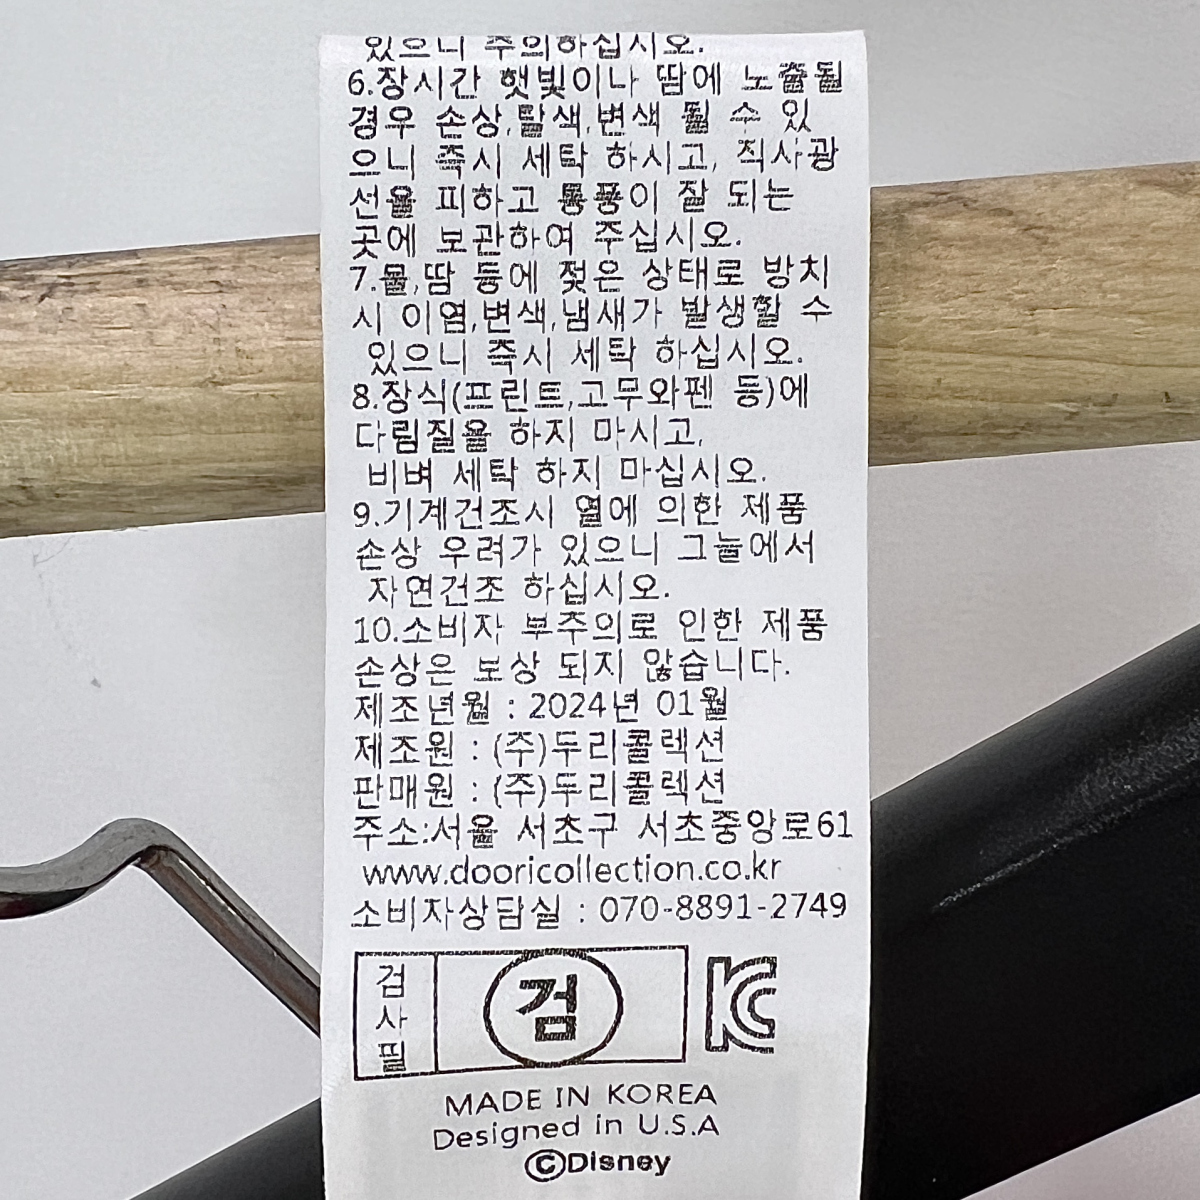 있으니 주의하십시오.
6.장시간 햇빛이나 땀에 노출될
경우 손상,탈색,변색 될 수 있
으니 즉시 세탁 하시고, 직사광
선을 피하고 통풍이 잘 되는
곳에 보관하여 주십시오.
7.물,땀 등에 젖은 상태로 방치
시 이염,변색,냄새가 발생할 수
있으니 즉시 세탁 하십시오.
8.장식(프린트,고무와펜 등)에
다림질을 하지 마시고,
비벼 세탁 하지 마십시오.
9.기계건조시 열에 의한 제품
손상 우려가 있으니 그늘에서
자연건조 하십시오.
10.소비자 부주의로 인한 제품
손상은 보상 되지 않습니다.
제조년월 : 2024년 01월
제조원 : (주)두리콜렉션
판매원 : (주)두리콜렉션
주소:서울 서초구 서초중앙로61
www.dooricollection.co.kr
소비자상담실 : 070-8891-2749
검사필
검
KC
MADE IN KOREA
Designed in U.S.A
©Disney